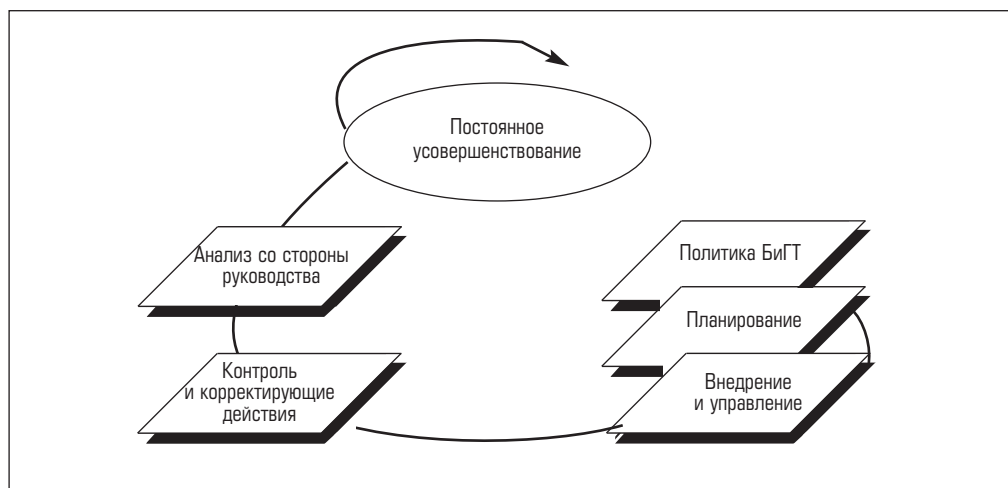 Постоянное
усовершенствование
Анализ со стороны
руководства
Политика БиГТ
Планирование
Контроль
и корректирующие
действия
Внедрение
и управление